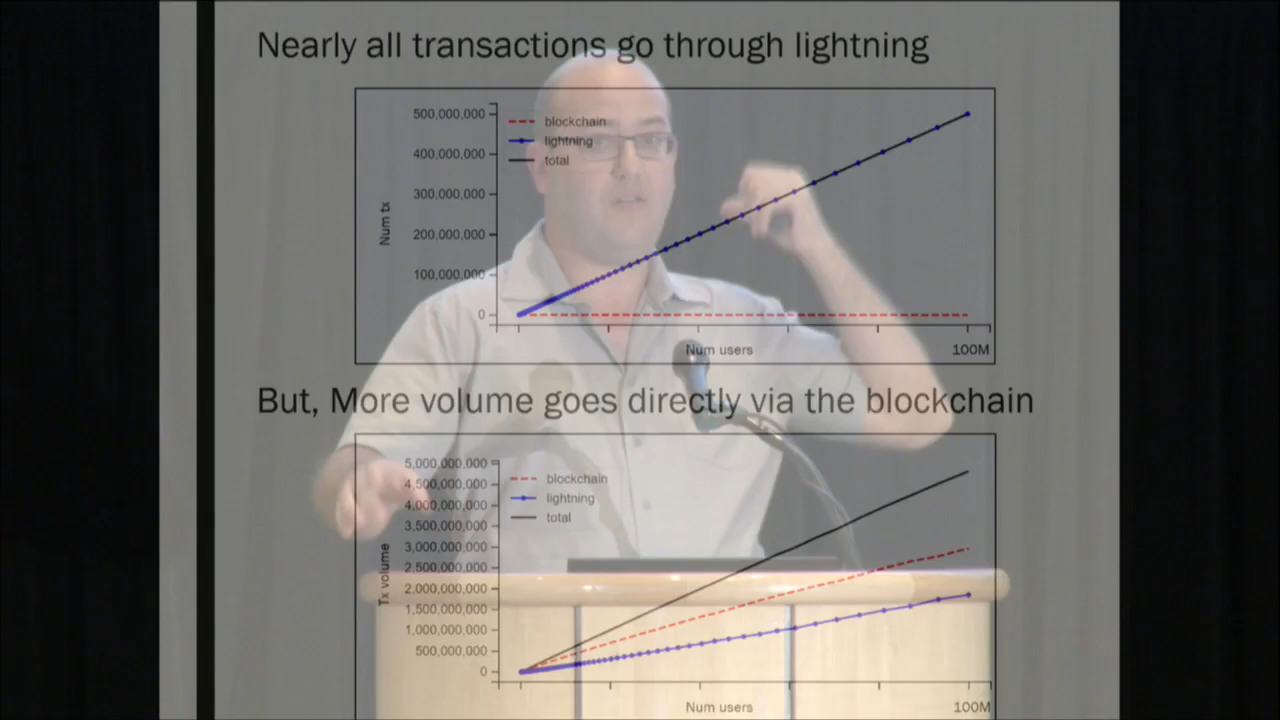 Nearly all transactions go through lightning
500,000,000
400,000,000
300,000,000
200,000,000
100,000,000
0
Num tx
blockchain
lightning
total
Num users
100M
But, More volume goes directly via the blockchain
5,000,000,000
4,500,000,000
4,000,000,000
3,500,000,000
3,000,000,000
2,500,000,000
2,000,000,000
1,500,000,000
1,000,000,000
500,000,000
0
Tx volume
blockchain
lightning
total
Num users
100M